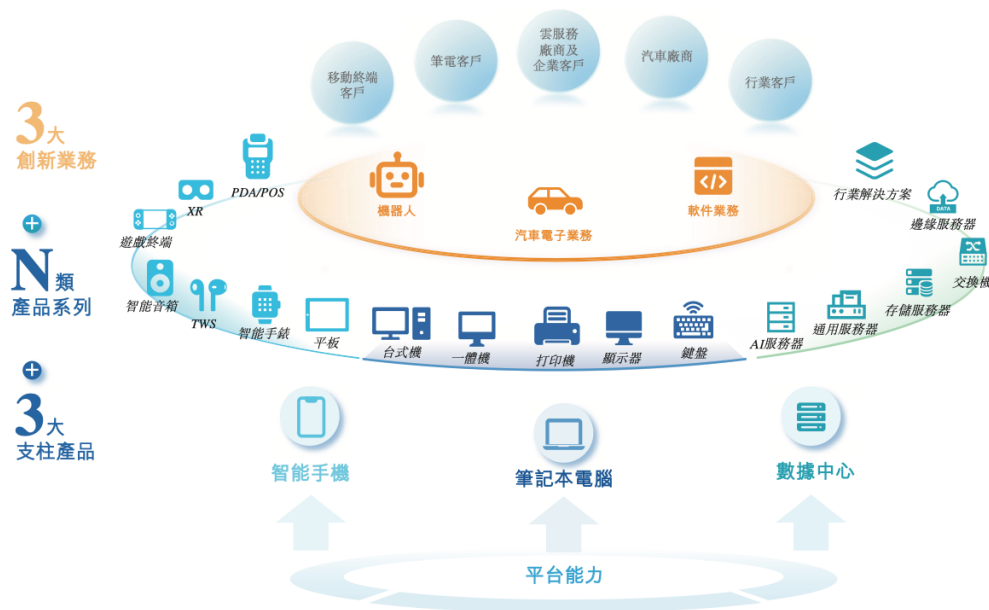 移動終端
客戶
筆電客戶
雲服務
廠商及
企業客戶
汽車廠商
行業客戶
3大
創新業務
+
N類
產品系列
+
3大
支柱產品
機器人
汽車電子業務
軟件業務
PDA/POS
XR
遊戲終端
智能音箱
TWS
智能手錶
平板
台式機
一體機
打印機
顯示器
鍵盤
AI服務器
通用服務器
存儲服務器
交換機
DATA
邊緣服務器
行業解決方案
智能手機
筆記本電腦
數據中心
平台能力